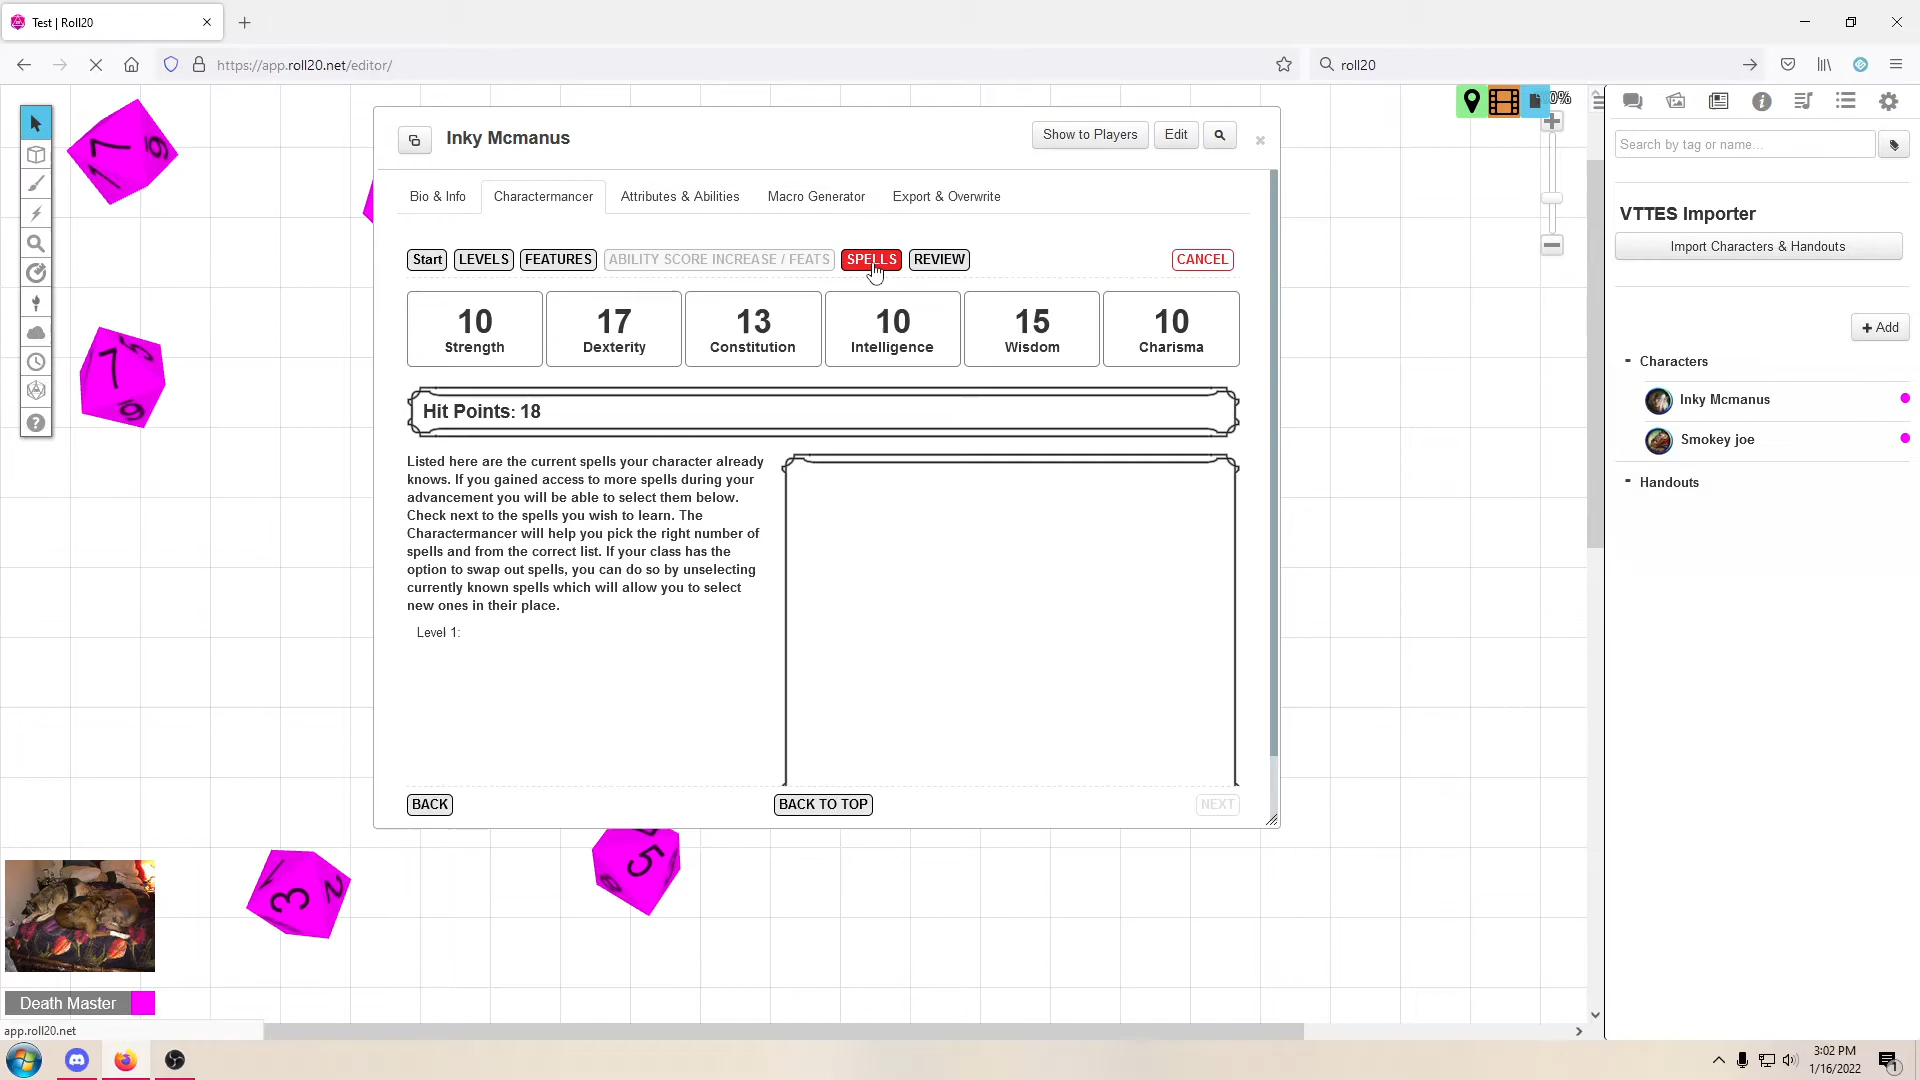 Test | Roll20
https://app.roll20.net/editor/
roll20
Inky Mcmanus
Show to Players
Edit
Bio & Info
Charactermancer
Attributes & Abilities
Macro Generator
Export & Overwrite
Start
LEVELS
FEATURES
ABILITY SCORE INCREASE / FEATS
SPELLS
REVIEW
CANCEL
10
Strength
17
Dexterity
13
Constitution
10
Intelligence
15
Wisdom
10
Charisma
Hit Points: 18
Listed here are the current spells your character already
knows. If you gained access to more spells during your
advancement you will be able to select them below.
Check next to the spells you wish to learn. The
Charactermancer will help you pick the right number of
spells and from the correct list. If your class has the
option to swap out spells, you can do so by unselecting
currently known spells which will allow you to select
new ones in their place.
Level 1:
BACK
BACK TO TOP
NEXT
Search by tag or name...
VTTES Importer
Import Characters & Handouts
+ Add
Characters
Inky Mcmanus
Smokey joe
Handouts
17
7
3
5
Death Master
app.roll20.net
3:02 PM
1/16/2022
1